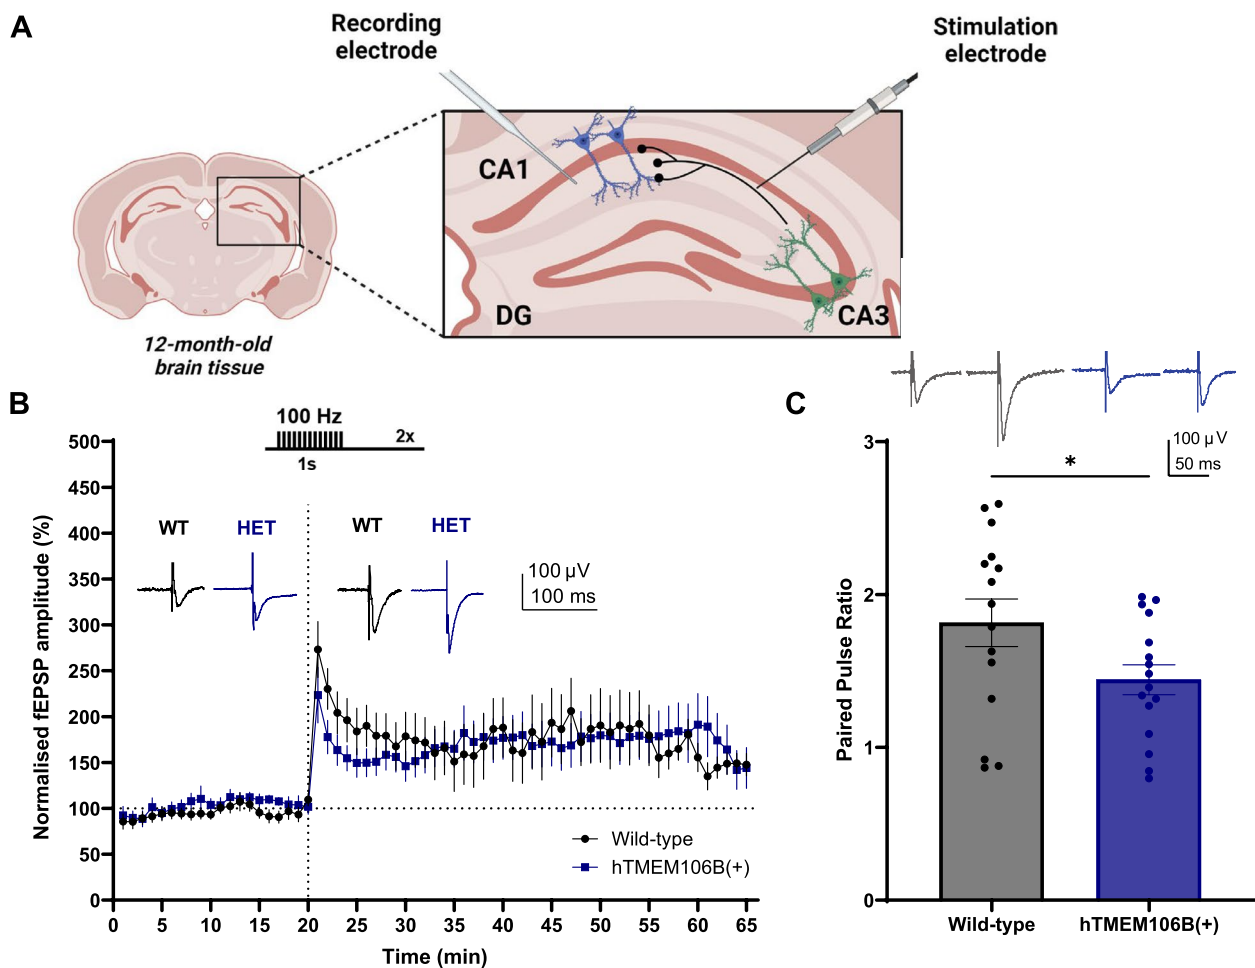 A
Recording
electrode
Stimulation
electrode
CA1
DG
CA3
12-month-old
brain tissue
B
100 Hz
2x
1s
500
450
400
350
300
250
200
150
100
50
0
Normalised fEPSP amplitude (%)
WT
HET
WT
HET
100 µV
100 ms
Wild-type
hTMEM106B(+)
0
5
10
15
20
25
30
35
40
45
50
55
60
65
Time (min)
C
100 µV
50 ms
*
3
2
1
0
Paired Pulse Ratio
Wild-type
hTMEM106B(+)